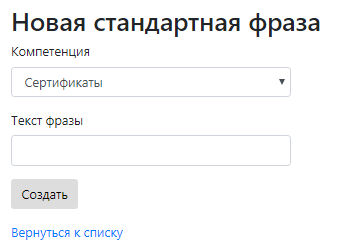 Новая стандартная фраза
Компетенция
Сертификаты
Текст фразы
Создать
Вернуться к списку